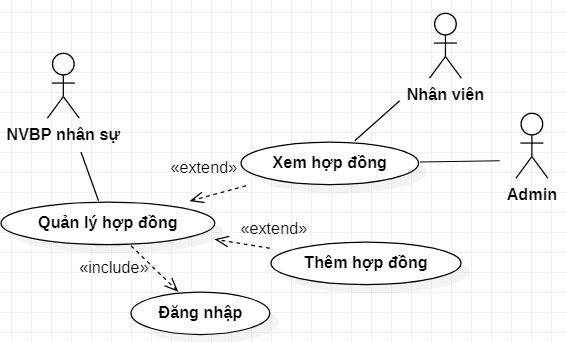 Nhân viên
NVBP nhân sự
«extend»
Xem hợp đồng
Admin
Quản lý hợp đồng
«extend»
«include»
Thêm hợp đồng
Đăng nhập